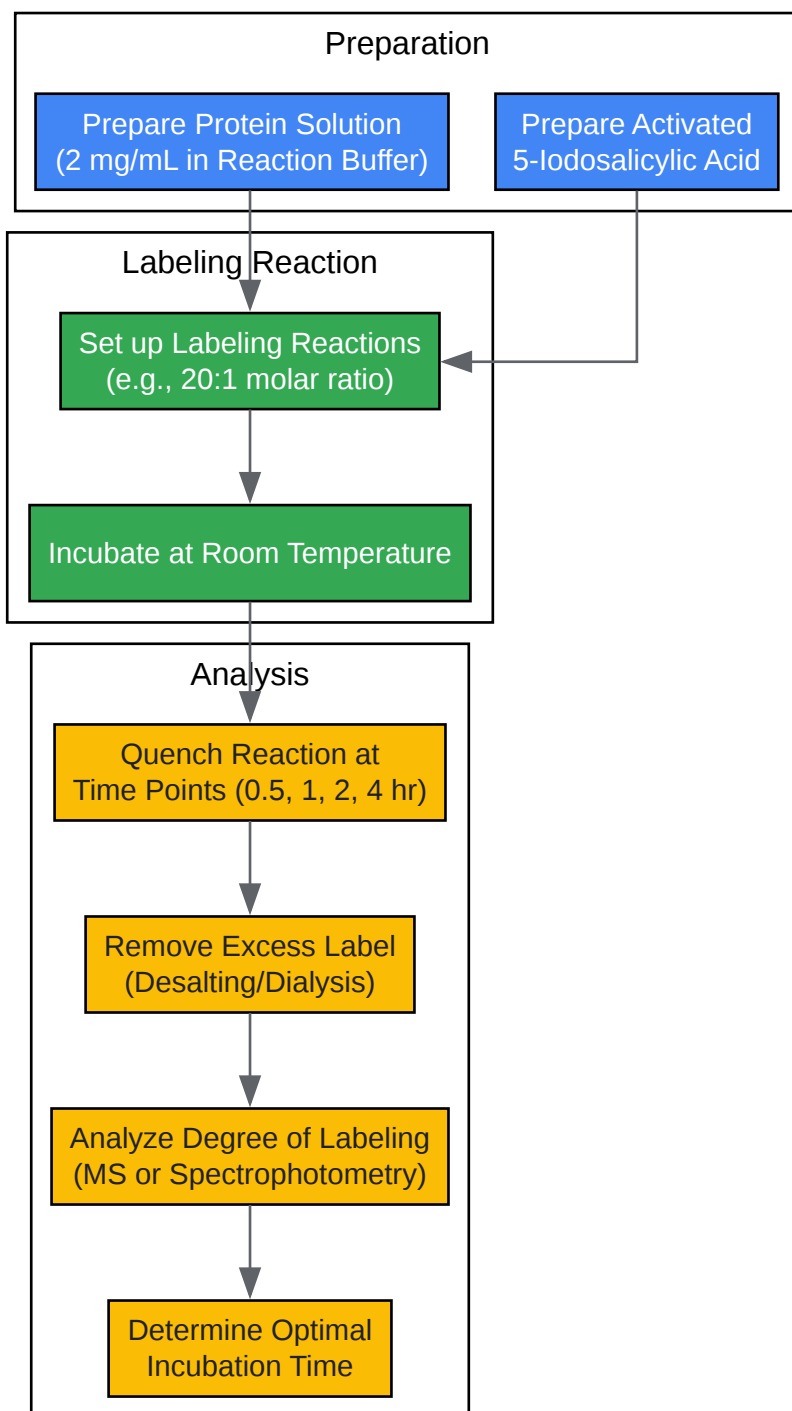 Preparation
Prepare Protein Solution
(2 mg/mL in Reaction Buffer)
Prepare Activated
5-Iodosalicylic Acid
Labeling Reaction
Set up Labeling Reactions
(e.g., 20:1 molar ratio)
Incubate at Room Temperature
Analysis
Quench Reaction at
Time Points (0.5, 1, 2, 4 hr)
Remove Excess Label
(Desalting/Dialysis)
Analyze Degree of Labeling
(MS or Spectrophotometry)
Determine Optimal
Incubation Time